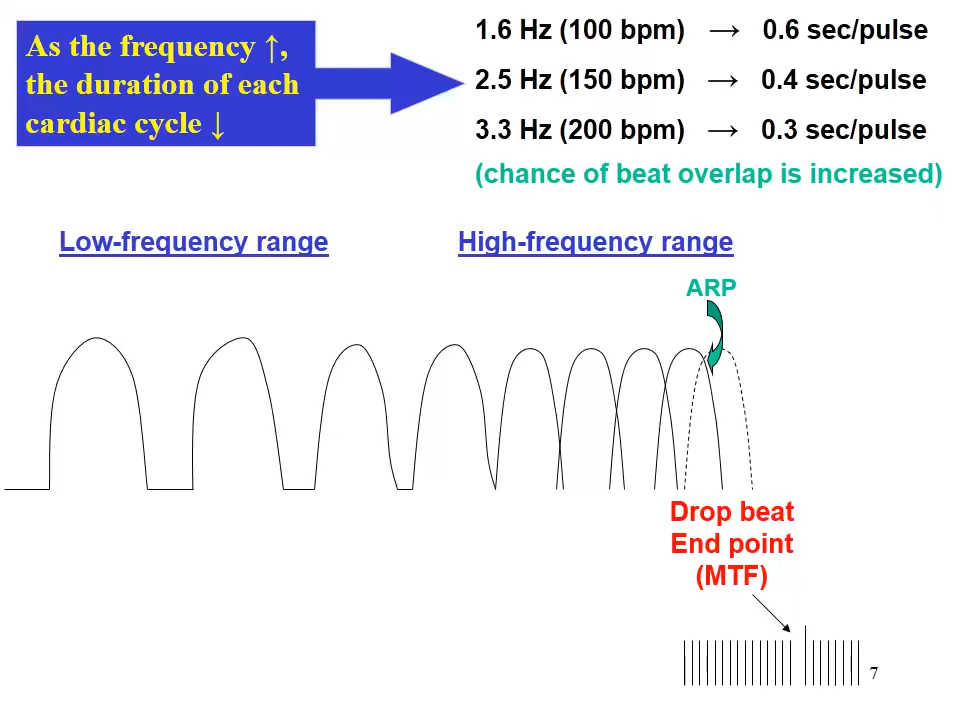 As the frequency ↑,
the duration of each
cardiac cycle ↓
1.6 Hz (100 bpm) → 0.6 sec/pulse
2.5 Hz (150 bpm) → 0.4 sec/pulse
3.3 Hz (200 bpm) → 0.3 sec/pulse
(chance of beat overlap is increased)
Low-frequency range
High-frequency range
ARP
Drop beat
End point
(MTF)
7